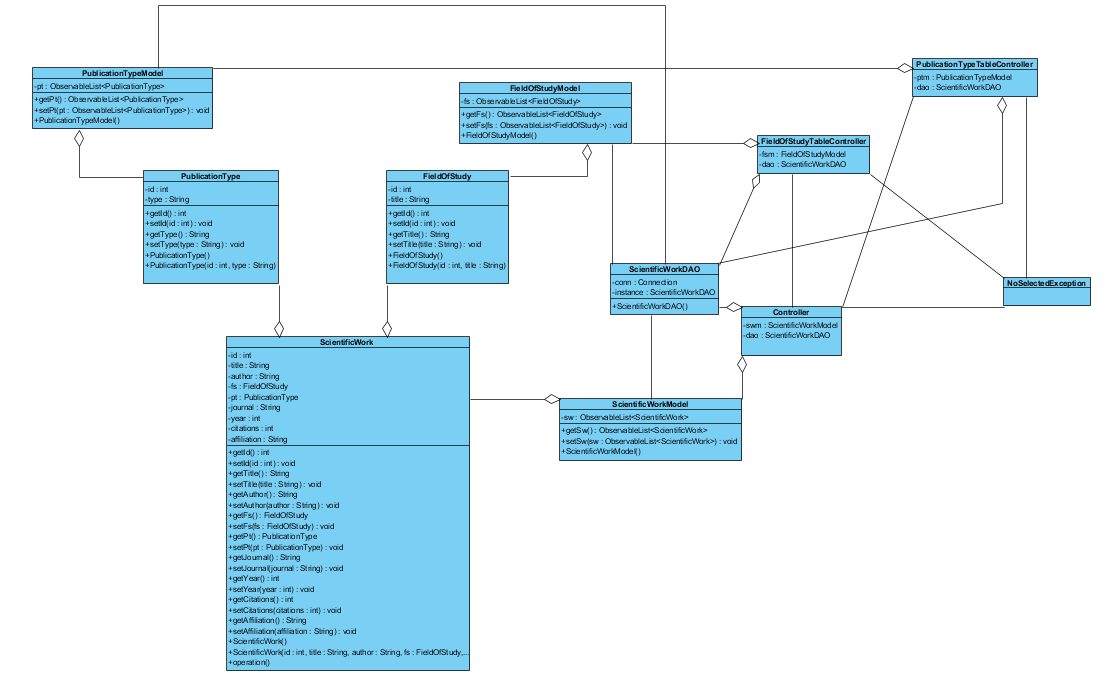 PublicationTypeModel
-pt : ObservableList<PublicationType>
+getPt() : ObservableList<PublicationType>
+setPt(pt : ObservableList<PublicationType>) : void
+PublicationTypeModel()
FieldOfStudyModel
-fs : ObservableList<FieldOfStudy>
+getFs() : ObservableList<FieldOfStudy>
+setFs(fs : ObservableList<FieldOfStudy>) : void
+FieldOfStudyModel()
PublicationTypeTableController
-ptm : PublicationTypeModel
-dao : ScientificWorkDAO
FieldOfStudyTableController
-fsm : FieldOfStudyModel
-dao : ScientificWorkDAO
PublicationType
-id : int
-type : String
+getId() : int
+setId(id : int) : void
+getType() : String
+setType(type : String) : void
+PublicationType()
+PublicationType(id : int, type : String)
FieldOfStudy
-id : int
-title : String
+getId() : int
+setId(id : int) : void
+getTitle() : String
+setTitle(title : String) : void
+FieldOfStudy()
+FieldOfStudy(id : int, title : String)
ScientificWorkDAO
-conn : Connection
-instance : ScientificWorkDAO
+ScientificWorkDAO()
NoSelectedException
Controller
-swm : ScientificWorkModel
-dao : ScientificWorkDAO
ScientificWork
-id : int
-title : String
-author : String
-fs : FieldOfStudy
-pt : PublicationType
-journal : String
-year : int
-citations : int
-affiliation : String
+getId() : int
+setId(id : int) : void
+getTitle() : String
+setTitle(title : String) : void
+getAuthor() : String
+setAuthor(author : String) : void
+getFs() : FieldOfStudy
+setFs(fs : FieldOfStudy) : void
+getPt() : PublicationType
+setPt(pt : PublicationType) : void
+getJournal() : String
+setJournal(journal : String) : void
+getYear() : int
+setYear(year : int) : void
+getCitations() : int
+setCitations(citations : int) : void
+getAffiliation() : String
+setAffiliation(affiliation : String) : void
+ScientificWork()
+ScientificWork(id : int, title : String, author : String, fs : FieldOfStudy,...
+operation()
ScientificWorkModel
-sw : ObservableList<ScientificWork>
+getSw() : ObservableList<ScientificWork>
+setSw(sw : ObservableList<ScientificWork>) : void
+ScientificWorkModel()